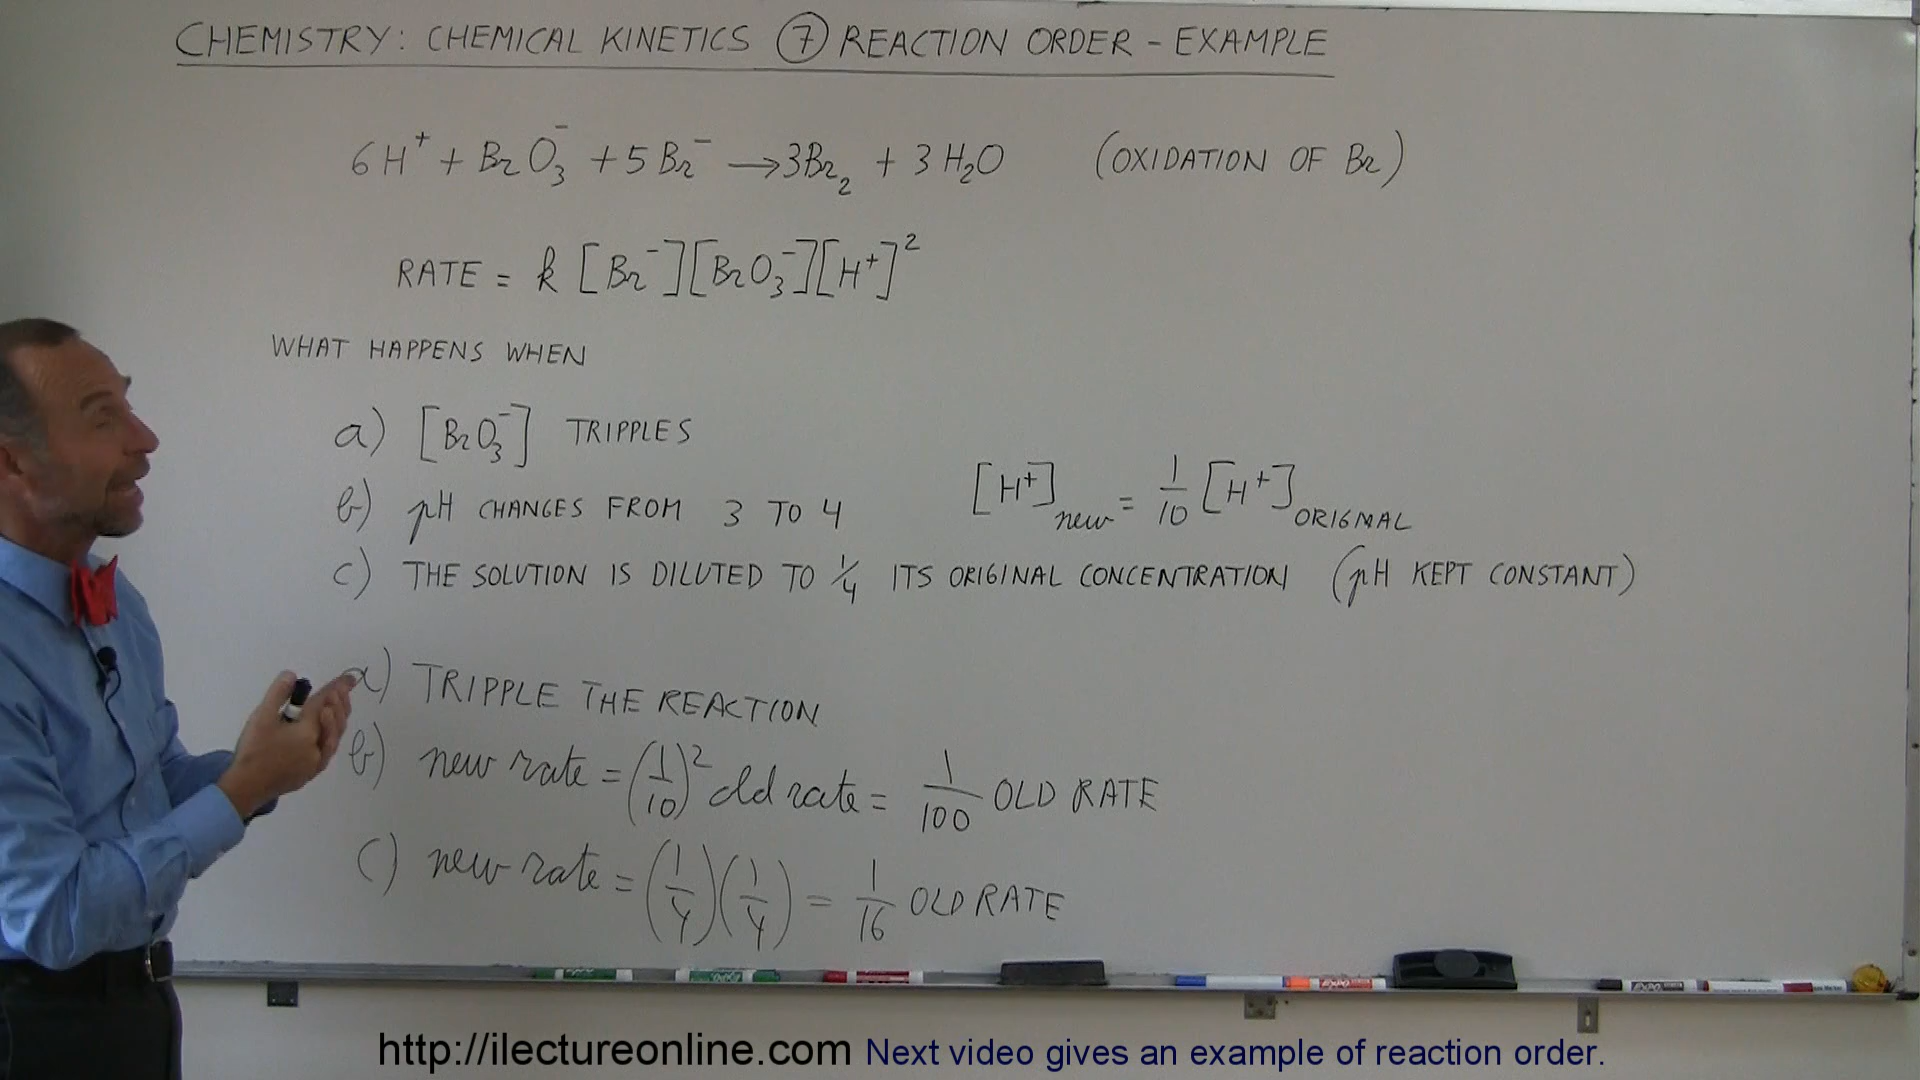 CHEMISTRY: CHEMICAL KINETICS ⑦ REACTION ORDER - EXAMPLE
6H⁺ + BrO₃⁻ + 5Br⁻ → 3Br₂ + 3H₂O (OXIDATION OF Br)
RATE = k [Br⁻][BrO₃⁻][H⁺]²
WHAT HAPPENS WHEN
a) [BrO₃⁻] TRIPPLES
b) pH CHANGES FROM 3 TO 4 [H⁺]new = 1/10 [H⁺]ORIGINAL
c) THE SOLUTION IS DILUTED TO 1/4 ITS ORIGINAL CONCENTRATION (pH KEPT CONSTANT)
a) TRIPPLE THE REACTION
b) new rate = (1/10)² old rate = 1/100 OLD RATE
c) new rate = (1/4)(1/4) = 1/16 OLD RATE
http://ilectureonline.com Next video gives an example of reaction order.